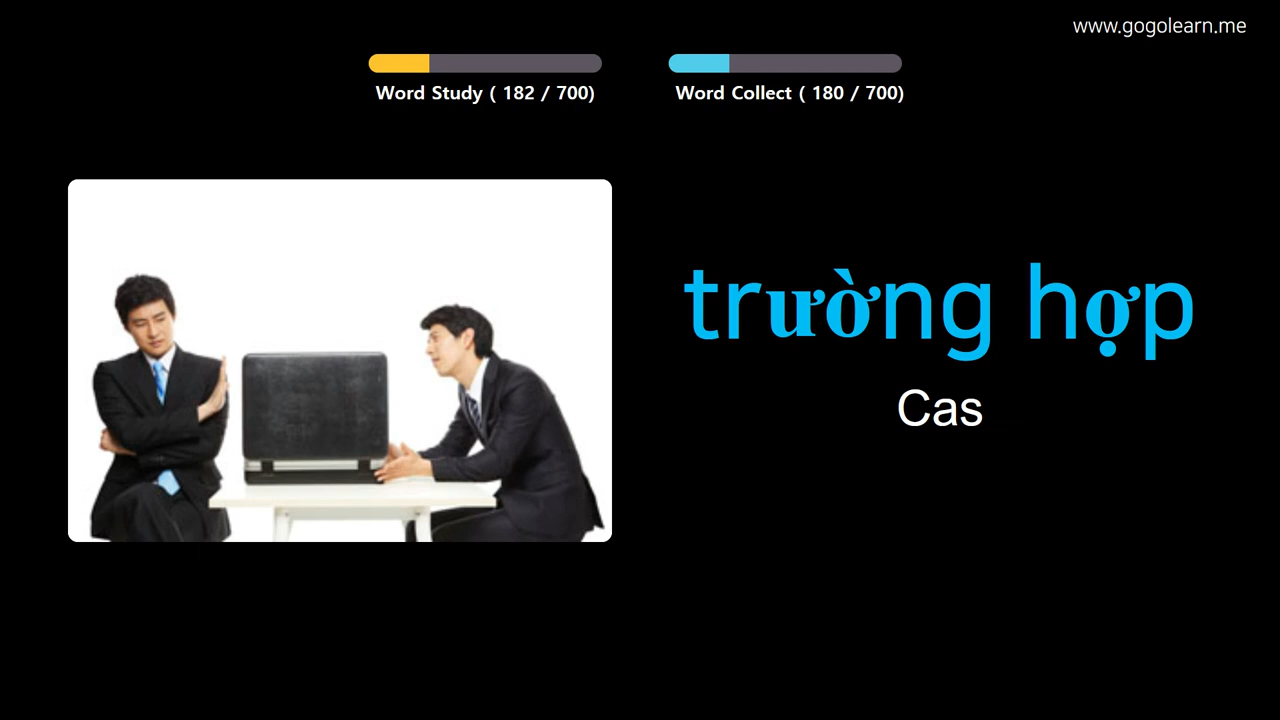 www.gogolearn.me
Word Study ( 182 / 700)
Word Collect ( 180 / 700)
trường hợp
Cas